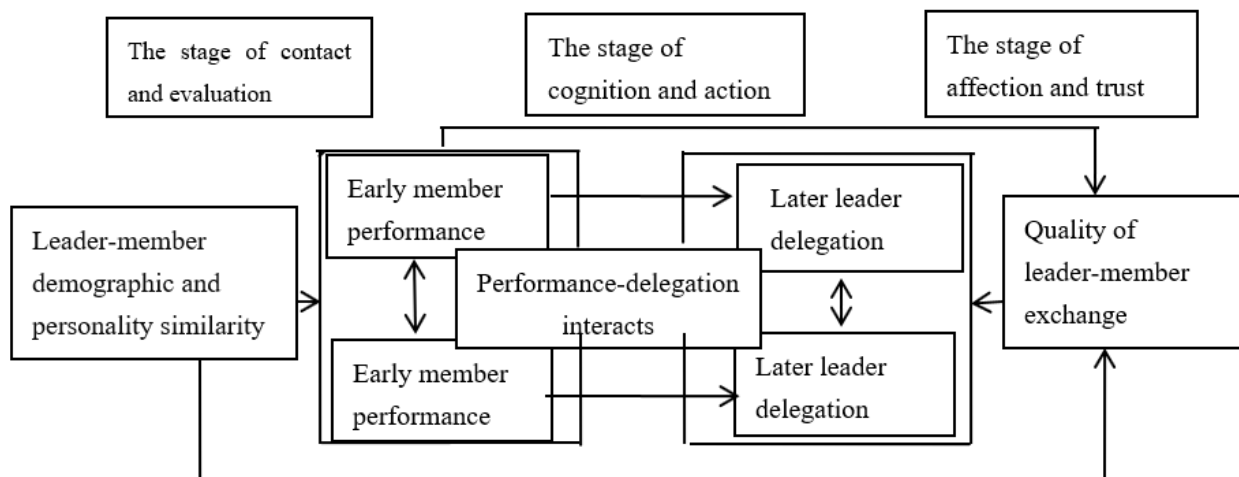 The stage of contact
and evaluation
The stage of
cognition and action
The stage of
affection and trust
Leader-member
demographic and
personality similarity
Early member
performance
Later leader
delegation
Performance-delegation
interacts
Early member
performance
Later leader
delegation
Quality of
leader-member
exchange